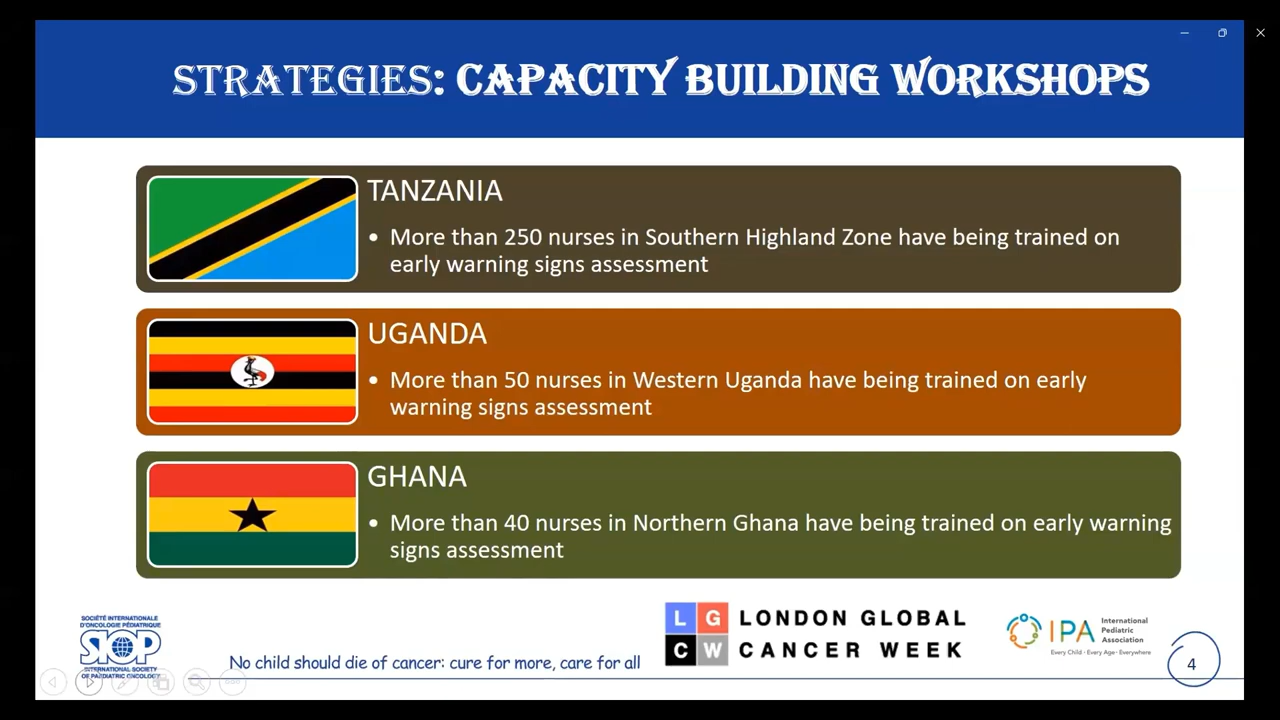 STRATEGIES: CAPACITY BUILDING WORKSHOPS
TANZANIA
• More than 250 nurses in Southern Highland Zone have being trained on
early warning signs assessment
UGANDA
• More than 50 nurses in Western Uganda have being trained on early
warning signs assessment
GHANA
• More than 40 nurses in Northern Ghana have being trained on early warning
signs assessment
SOCIÉTÉ INTERNATIONALE
D'ONCOLOGIE PÉDIATRIQUE
SIOP
INTERNATIONAL SOCIETY
OF PAEDIATRIC ONCOLOGY
No child should die of cancer: cure for more, care for all
L G
C W
LONDON GLOBAL
CANCER WEEK
IPA
International
Pediatric
Association
Every Child · Every Age · Everywhere
4